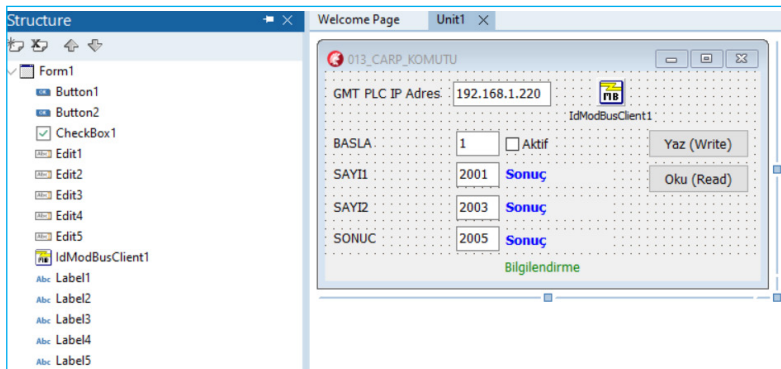 Structure
Welcome Page
Unit1
Form1
Button1
Button2
CheckBox1
Edit1
Edit2
Edit3
Edit4
Edit5
IdModBusClient1
Label1
Label2
Label3
Label4
Label5
013_CARP_KOMUTU
GMT PLC IP Adres 192.168.1.220
IdModBusClient1
BASLA 1 Aktif Yaz (Write)
SAYI1 2001 Sonuç Oku (Read)
SAYI2 2003 Sonuç
SONUC 2005 Sonuç
Bilgilendirme